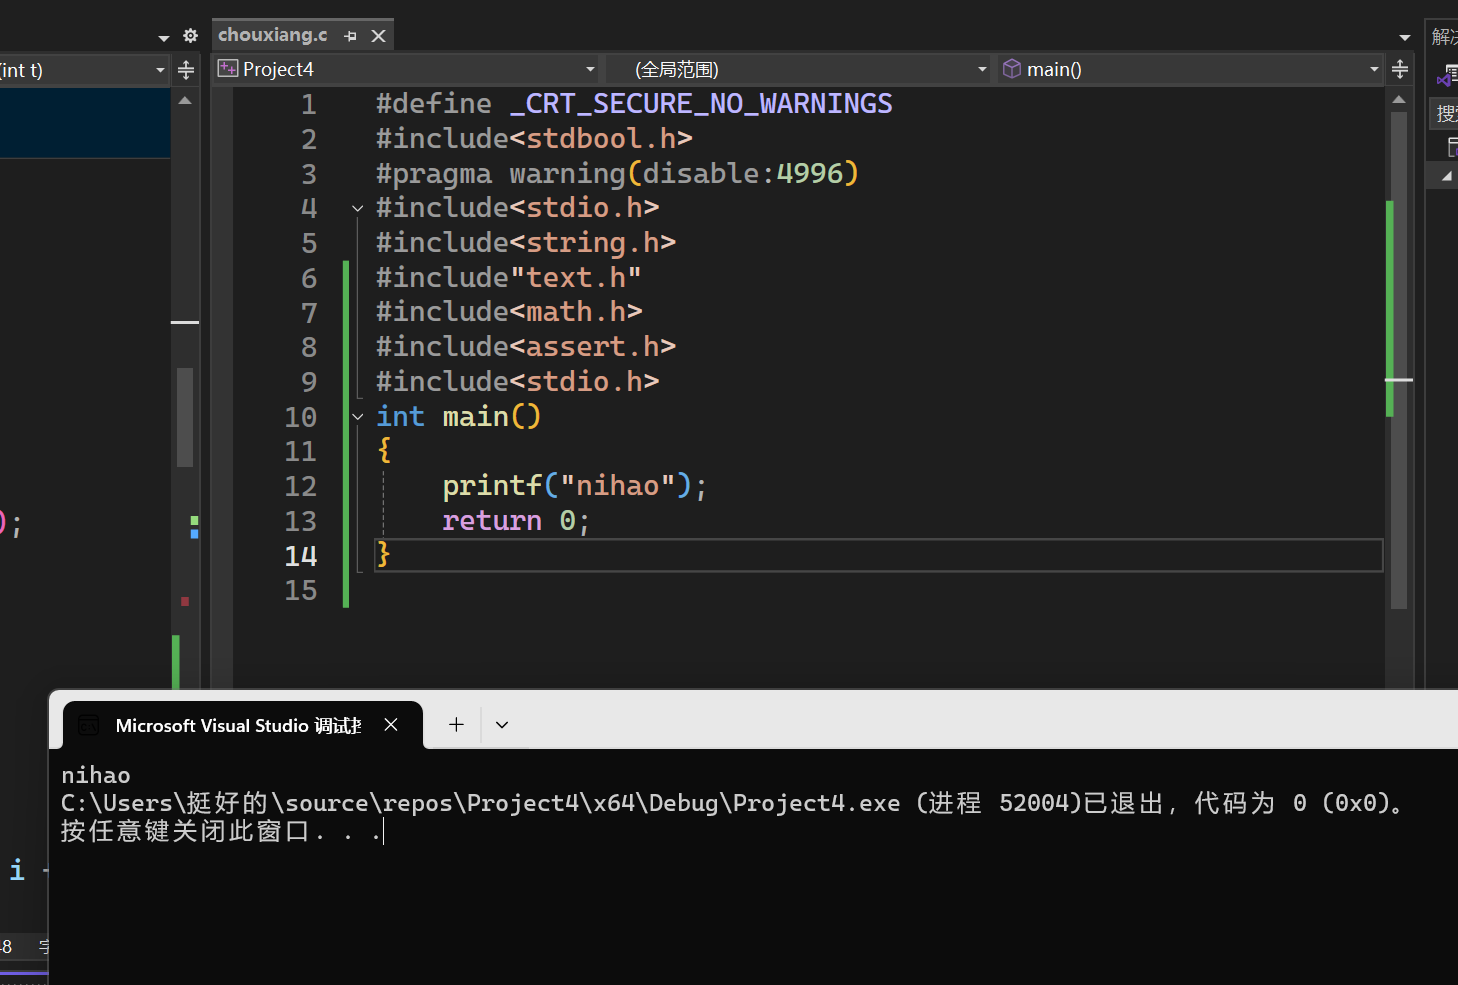 chouxiang.c
解决
(int t)
Project4
(全局范围)
main()
1 #define _CRT_SECURE_NO_WARNINGS
2 #include<stdbool.h>
3 #pragma warning(disable:4996)
4 #include<stdio.h>
5 #include<string.h>
6 #include"text.h"
7 #include<math.h>
8 #include<assert.h>
9 #include<stdio.h>
10 int main()
11 {
12 printf("nihao");
13 return 0;
14 }
15
);
i
Microsoft Visual Studio 调试
nihao
C:\Users\挺好的\source\repos\Project4\x64\Debug\Project4.exe (进程 52004)已退出，代码为 0 (0x0)。
按任意键关闭此窗口. . .